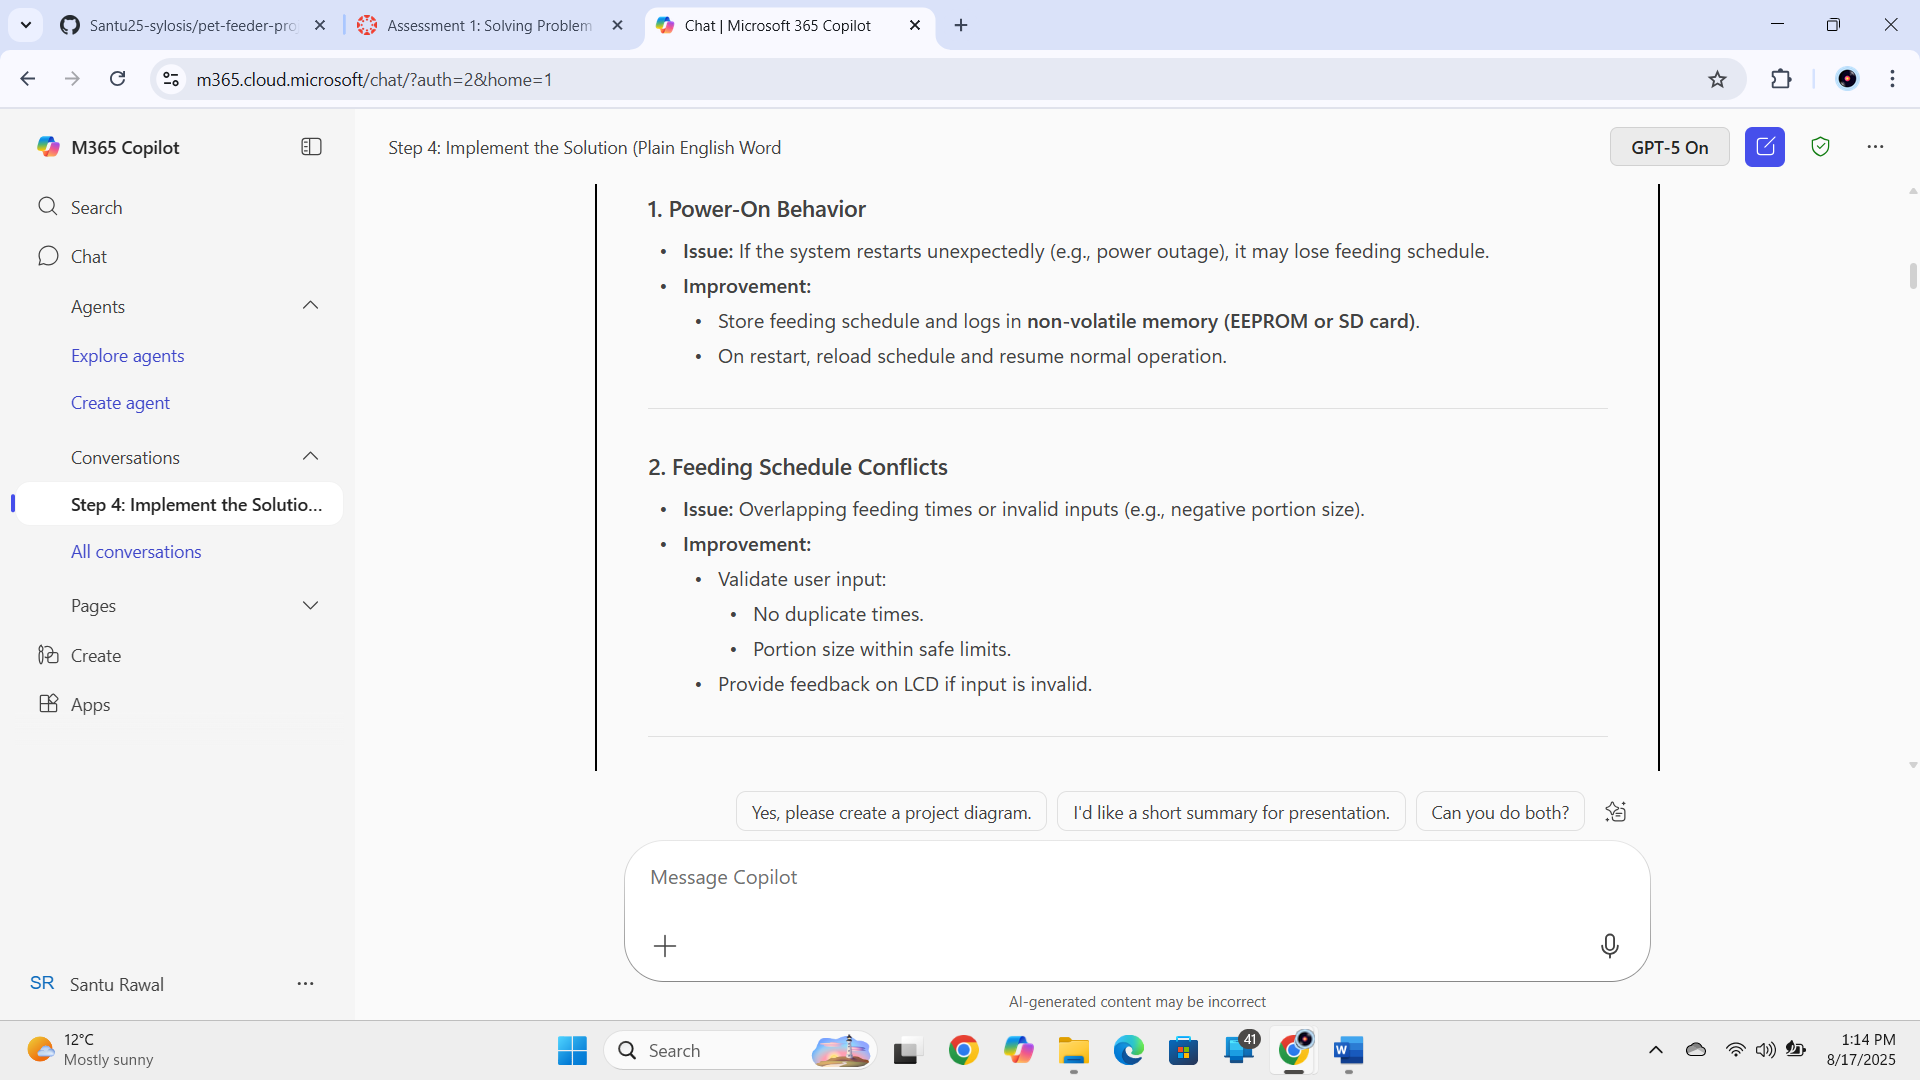 Santu25-sylosis/pet-feeder-pro
Assessment 1: Solving Problem
Chat | Microsoft 365 Copilot
m365.cloud.microsoft/chat/?auth=2&home=1
M365 Copilot
Search
Chat
Agents
Explore agents
Create agent
Conversations
Step 4: Implement the Solutio...
All conversations
Pages
Create
Apps
SR Santu Rawal
Step 4: Implement the Solution (Plain English Word
GPT-5 On
1. Power-On Behavior
• Issue: If the system restarts unexpectedly (e.g., power outage), it may lose feeding schedule.
• Improvement:
• Store feeding schedule and logs in non-volatile memory (EEPROM or SD card).
• On restart, reload schedule and resume normal operation.
2. Feeding Schedule Conflicts
• Issue: Overlapping feeding times or invalid inputs (e.g., negative portion size).
• Improvement:
• Validate user input:
• No duplicate times.
• Portion size within safe limits.
• Provide feedback on LCD if input is invalid.
Yes, please create a project diagram.
I'd like a short summary for presentation.
Can you do both?
Message Copilot
AI-generated content may be incorrect
12°C
Mostly sunny
Search
41
1:14 PM
8/17/2025